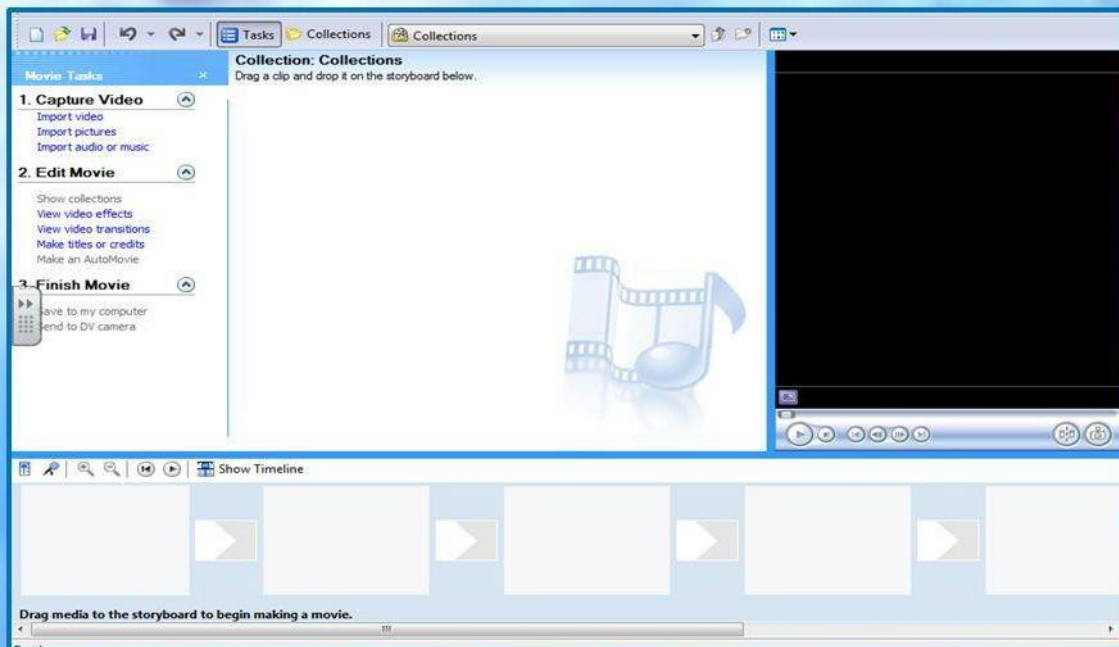 Tasks Collections Collections
Movie Tasks
Collection: Collections
Drag a clip and drop it on the storyboard below.
1. Capture Video
Import video
Import pictures
Import audio or music
2. Edit Movie
Show collections
View video effects
View video transitions
Make titles or credits
Make an AutoMovie
3. Finish Movie
Save to my computer
Send to DV camera
Show Timeline
Drag media to the storyboard to begin making a movie.